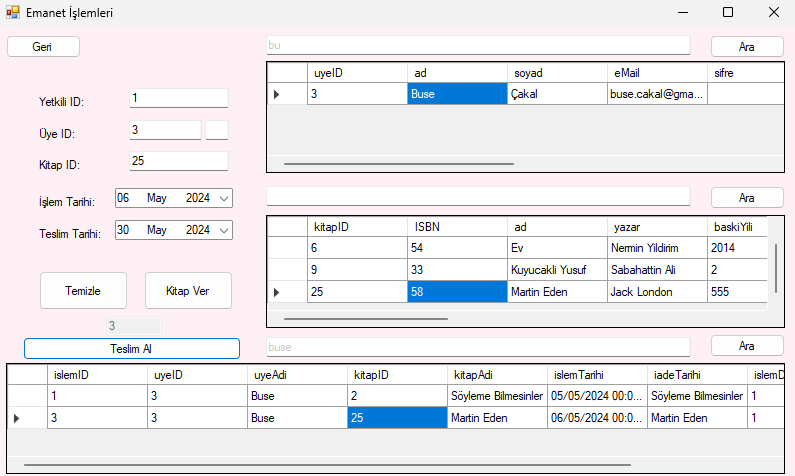 Emanet İşlemleri
Geri
bu
Ara
uyeID ad soyad eMail sifre
3 Buse Çakal buse.cakal@gma...
Yetkili ID: 1
Üye ID: 3
Kitap ID: 25
İşlem Tarihi: 06 May 2024
Teslim Tarihi: 30 May 2024
Ara
kitapID ISBN ad yazar baskiYili
6 54 Ev Nermin Yildirim 2014
9 33 Kuyucakli Yusuf Sabahattin Ali 2
25 58 Martin Eden Jack London 555
Temizle Kitap Ver
3
Teslim Al
buse
Ara
islemID uyeID uyeAdi kitapID kitapAdi islemTarihi iadeTarihi islemD
1 3 Buse 2 Söyleme Bilmesinler 05/05/2024 00:0... Söyleme Bilmesinler 1
3 3 Buse 25 Martin Eden 06/05/2024 00:0... Martin Eden 1